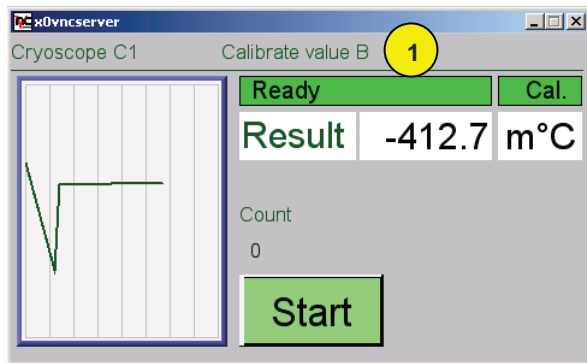 x0vncserver
Cryoscope C1 Calibrate value B 1
Ready Cal.
Result -412.7 m°C
Count
0
Start